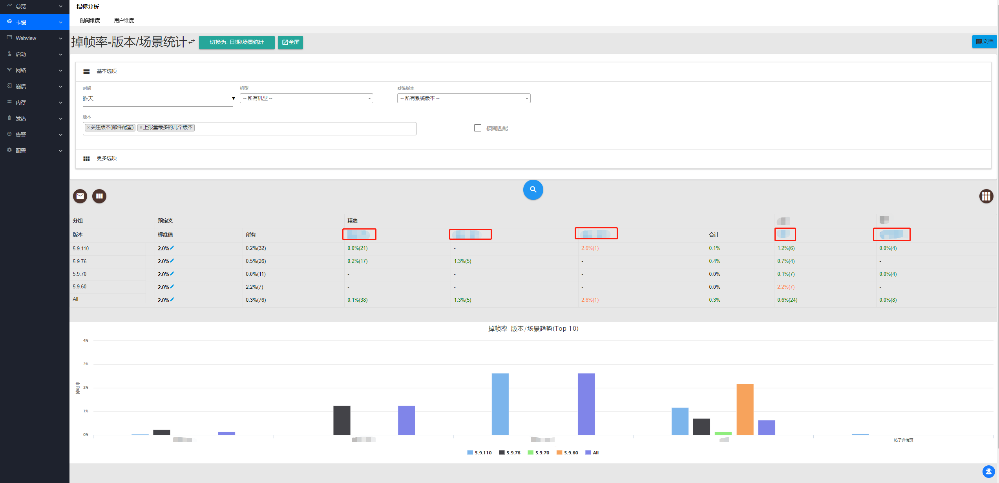 总览
卡慢
Webview
启动
网络
崩溃
内存
发热
告警
配置
指标分析
时间维度 用户维度
掉帧率-版本/场景统计 切换为: 日期/场景统计 全屏 文档
基本选项
时间 机型 系统版本
昨天 -- 所有机型 -- -- 所有系统版本 --
版本
×关注版本(邮件配置) ×上报量最多的几个版本 模糊匹配
更多选项
分组 预定义 精选
版本 标准值 所有 合计
5.9.110 2.0% 0.2%(32) 0.0%(21) - 2.6%(1) 0.1% 1.2%(6) 0.0%(4)
5.9.76 2.0% 0.5%(26) 0.2%(17) 1.3%(5) - 0.4% 0.7%(4) -
5.9.70 2.0% 0.0%(11) - - - 0.0% 0.1%(7) 0.0%(4)
5.9.60 2.0% 2.2%(7) - - - 0.0% 2.2%(7) -
All 2.0% 0.3%(76) 0.1%(38) 1.3%(5) 2.6%(1) 0.3% 0.6%(24) 0.0%(8)
掉帧率-版本/场景趋势(Top 10)
4%
3%
2%
1%
0%
掉帧率
帖子详情页
5.9.110 5.9.76 5.9.70 5.9.60 All